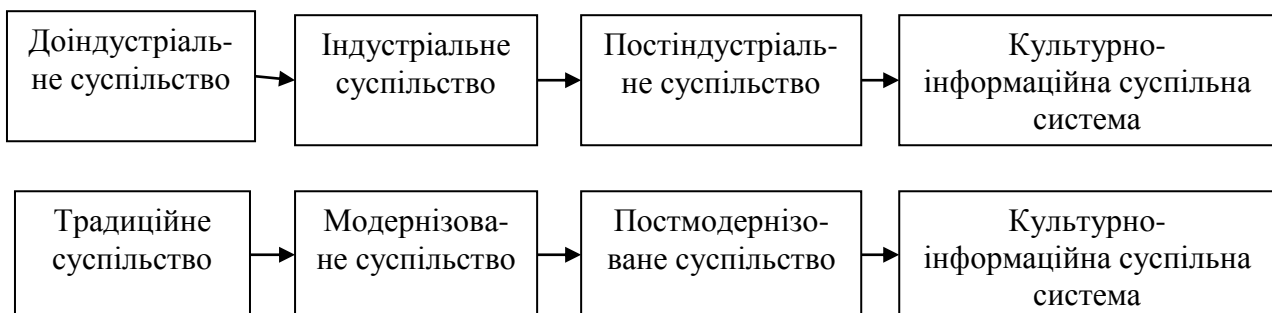 Доіндустріаль-
не суспільство
Індустріальне
суспільство
Постіндустріаль-
не суспільство
Культурно-
інформаційна суспільна
система
Традиційне
суспільство
Модернізова-
не суспільство
Постмодернізо-
ване суспільство
Культурно-
інформаційна суспільна
система